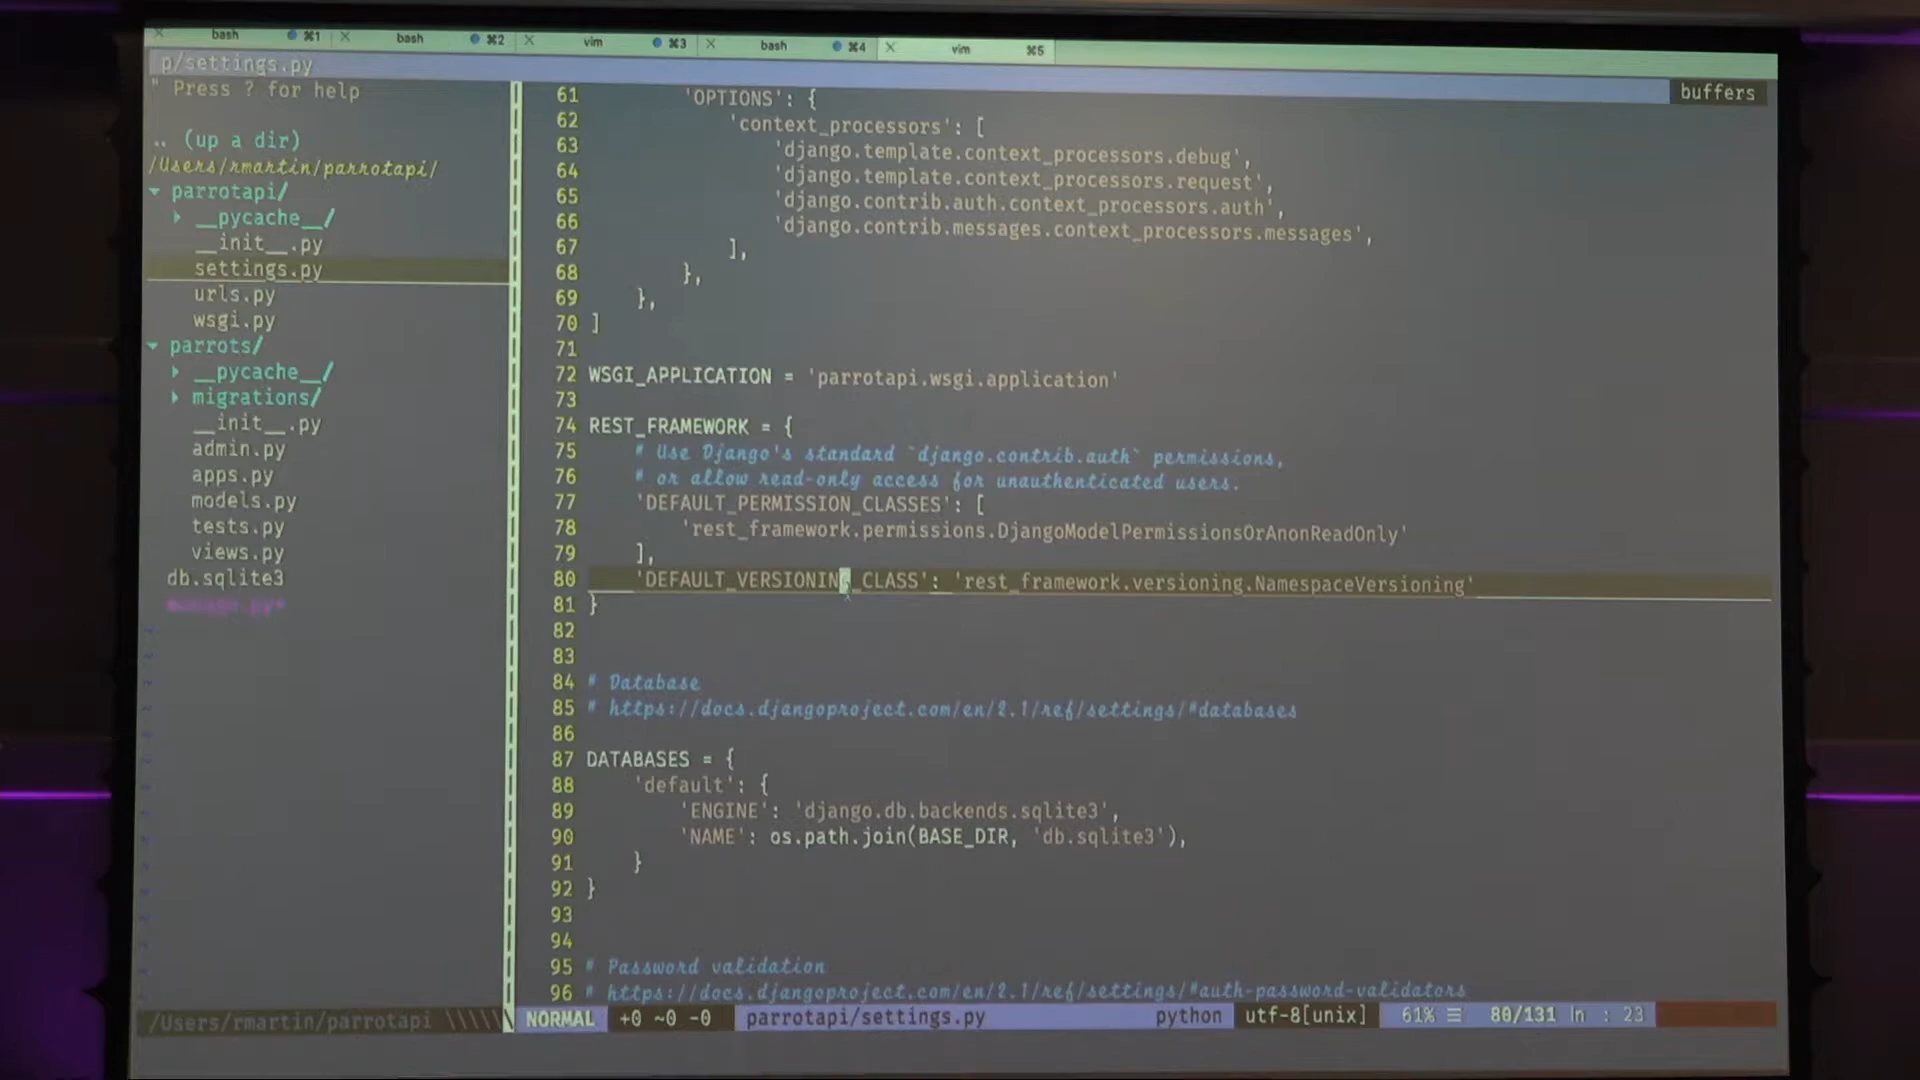 bash ⌘1 bash ⌘2 vim ⌘3 bash ⌘4 vim ⌘5
p/settings.py
buffers
" Press ? for help
.. (up a dir)
/Users/rmartin/parrotapi/
▾ parrotapi/
▸ __pycache__/
__init__.py
settings.py
urls.py
wsgi.py
▾ parrots/
▸ __pycache__/
▸ migrations/
__init__.py
admin.py
apps.py
models.py
tests.py
views.py
db.sqlite3
manage.py*
/Users/rmartin/parrotapi \\\\\
61 'OPTIONS': {
62 'context_processors': [
63 'django.template.context_processors.debug',
64 'django.template.context_processors.request',
65 'django.contrib.auth.context_processors.auth',
66 'django.contrib.messages.context_processors.messages',
67 ],
68 },
69 },
70 ]
71
72 WSGI_APPLICATION = 'parrotapi.wsgi.application'
73
74 REST_FRAMEWORK = {
75 # Use Django's standard `django.contrib.auth` permissions,
76 # or allow read-only access for unauthenticated users.
77 'DEFAULT_PERMISSION_CLASSES': [
78 'rest_framework.permissions.DjangoModelPermissionsOrAnonReadOnly'
79 ],
80 'DEFAULT_VERSIONING_CLASS': 'rest_framework.versioning.NamespaceVersioning'
81 }
82
83
84 # Database
85 # https://docs.djangoproject.com/en/2.1/ref/settings/#databases
86
87 DATABASES = {
88 'default': {
89 'ENGINE': 'django.db.backends.sqlite3',
90 'NAME': os.path.join(BASE_DIR, 'db.sqlite3'),
91 }
92 }
93
94
95 # Password validation
96 # https://docs.djangoproject.com/en/2.1/ref/settings/#auth-password-validators
NORMAL +0 ~0 -0 parrotapi/settings.py python utf-8[unix] 61% ☰ 80/131 ln : 23